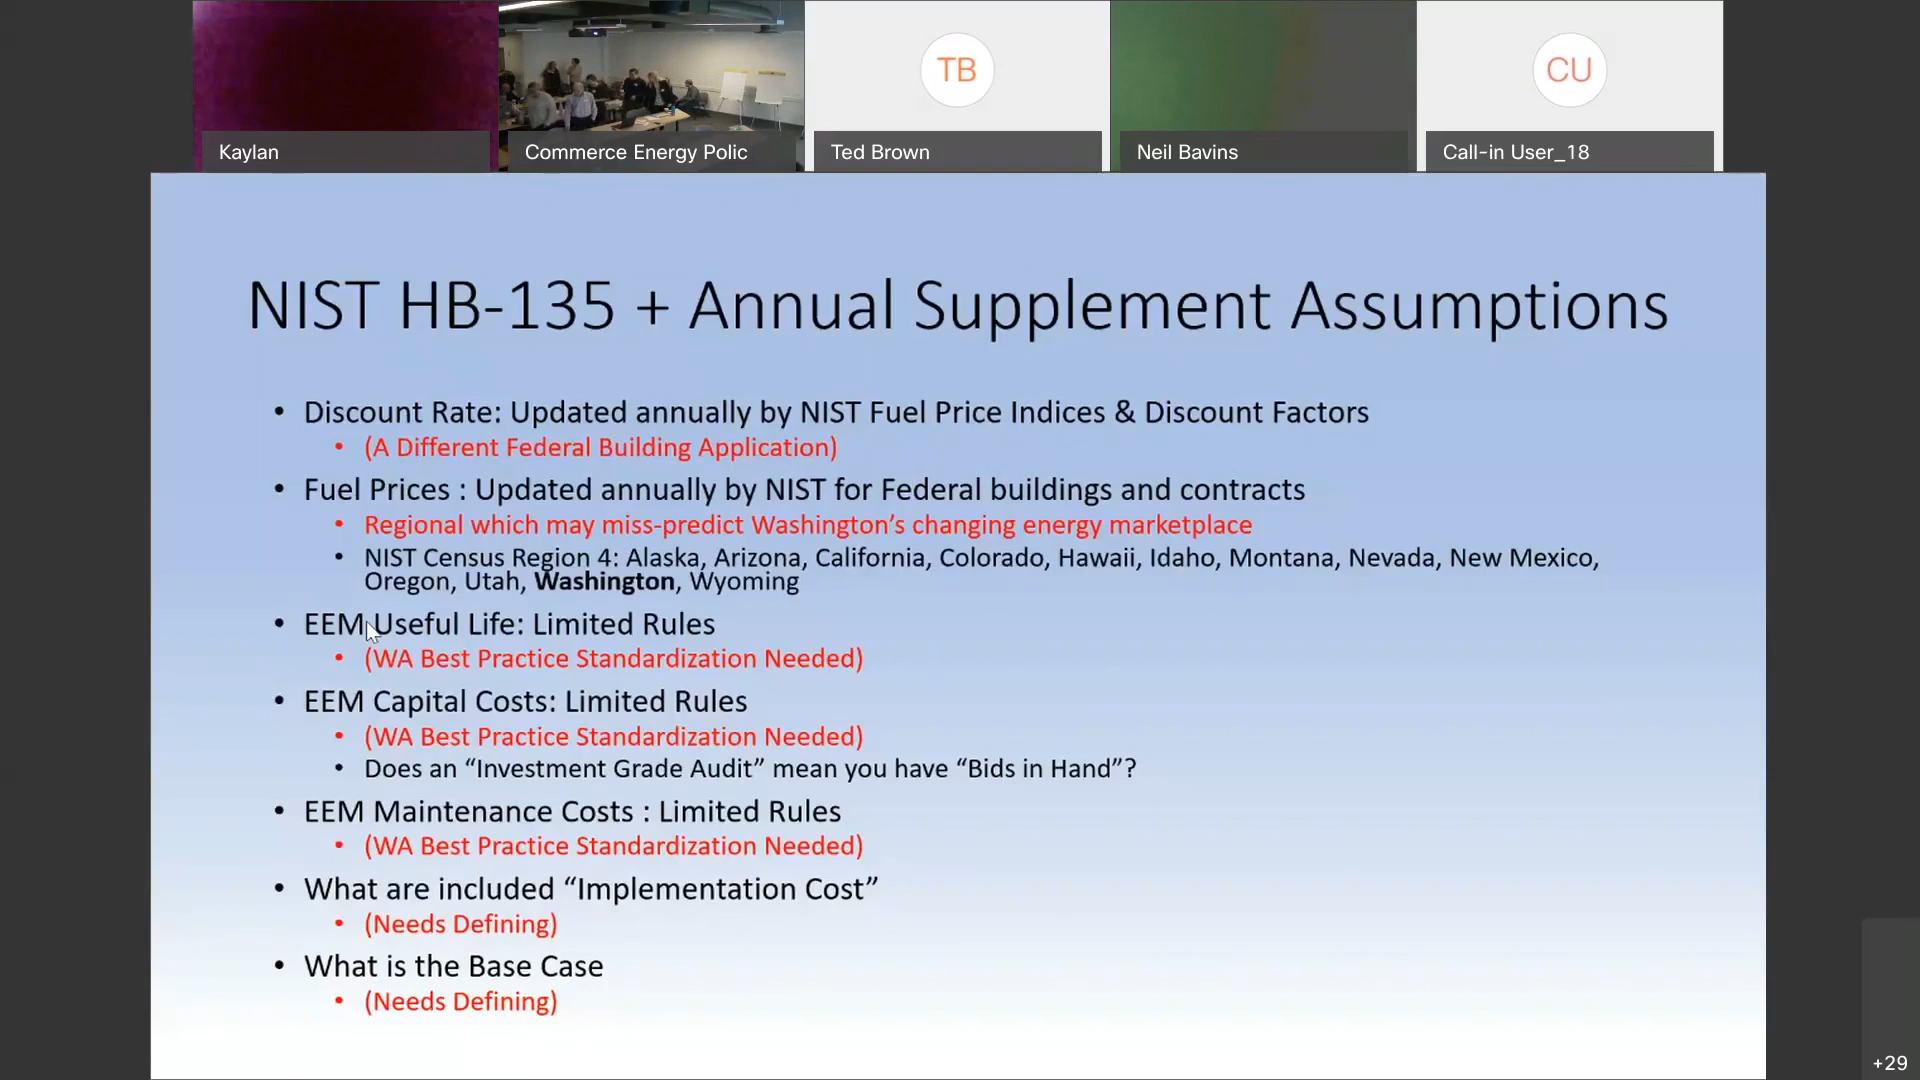 TB
CU
Kaylan
Commerce Energy Polic
Ted Brown
Neil Bavins
Call-in User_18
NIST HB-135 + Annual Supplement Assumptions
• Discount Rate: Updated annually by NIST Fuel Price Indices & Discount Factors
• (A Different Federal Building Application)
• Fuel Prices : Updated annually by NIST for Federal buildings and contracts
• Regional which may miss-predict Washington’s changing energy marketplace
• NIST Census Region 4: Alaska, Arizona, California, Colorado, Hawaii, Idaho, Montana, Nevada, New Mexico,
Oregon, Utah, Washington, Wyoming
• EEM Useful Life: Limited Rules
• (WA Best Practice Standardization Needed)
• EEM Capital Costs: Limited Rules
• (WA Best Practice Standardization Needed)
• Does an “Investment Grade Audit” mean you have “Bids in Hand”?
• EEM Maintenance Costs : Limited Rules
• (WA Best Practice Standardization Needed)
• What are included “Implementation Cost”
• (Needs Defining)
• What is the Base Case
• (Needs Defining)
+29